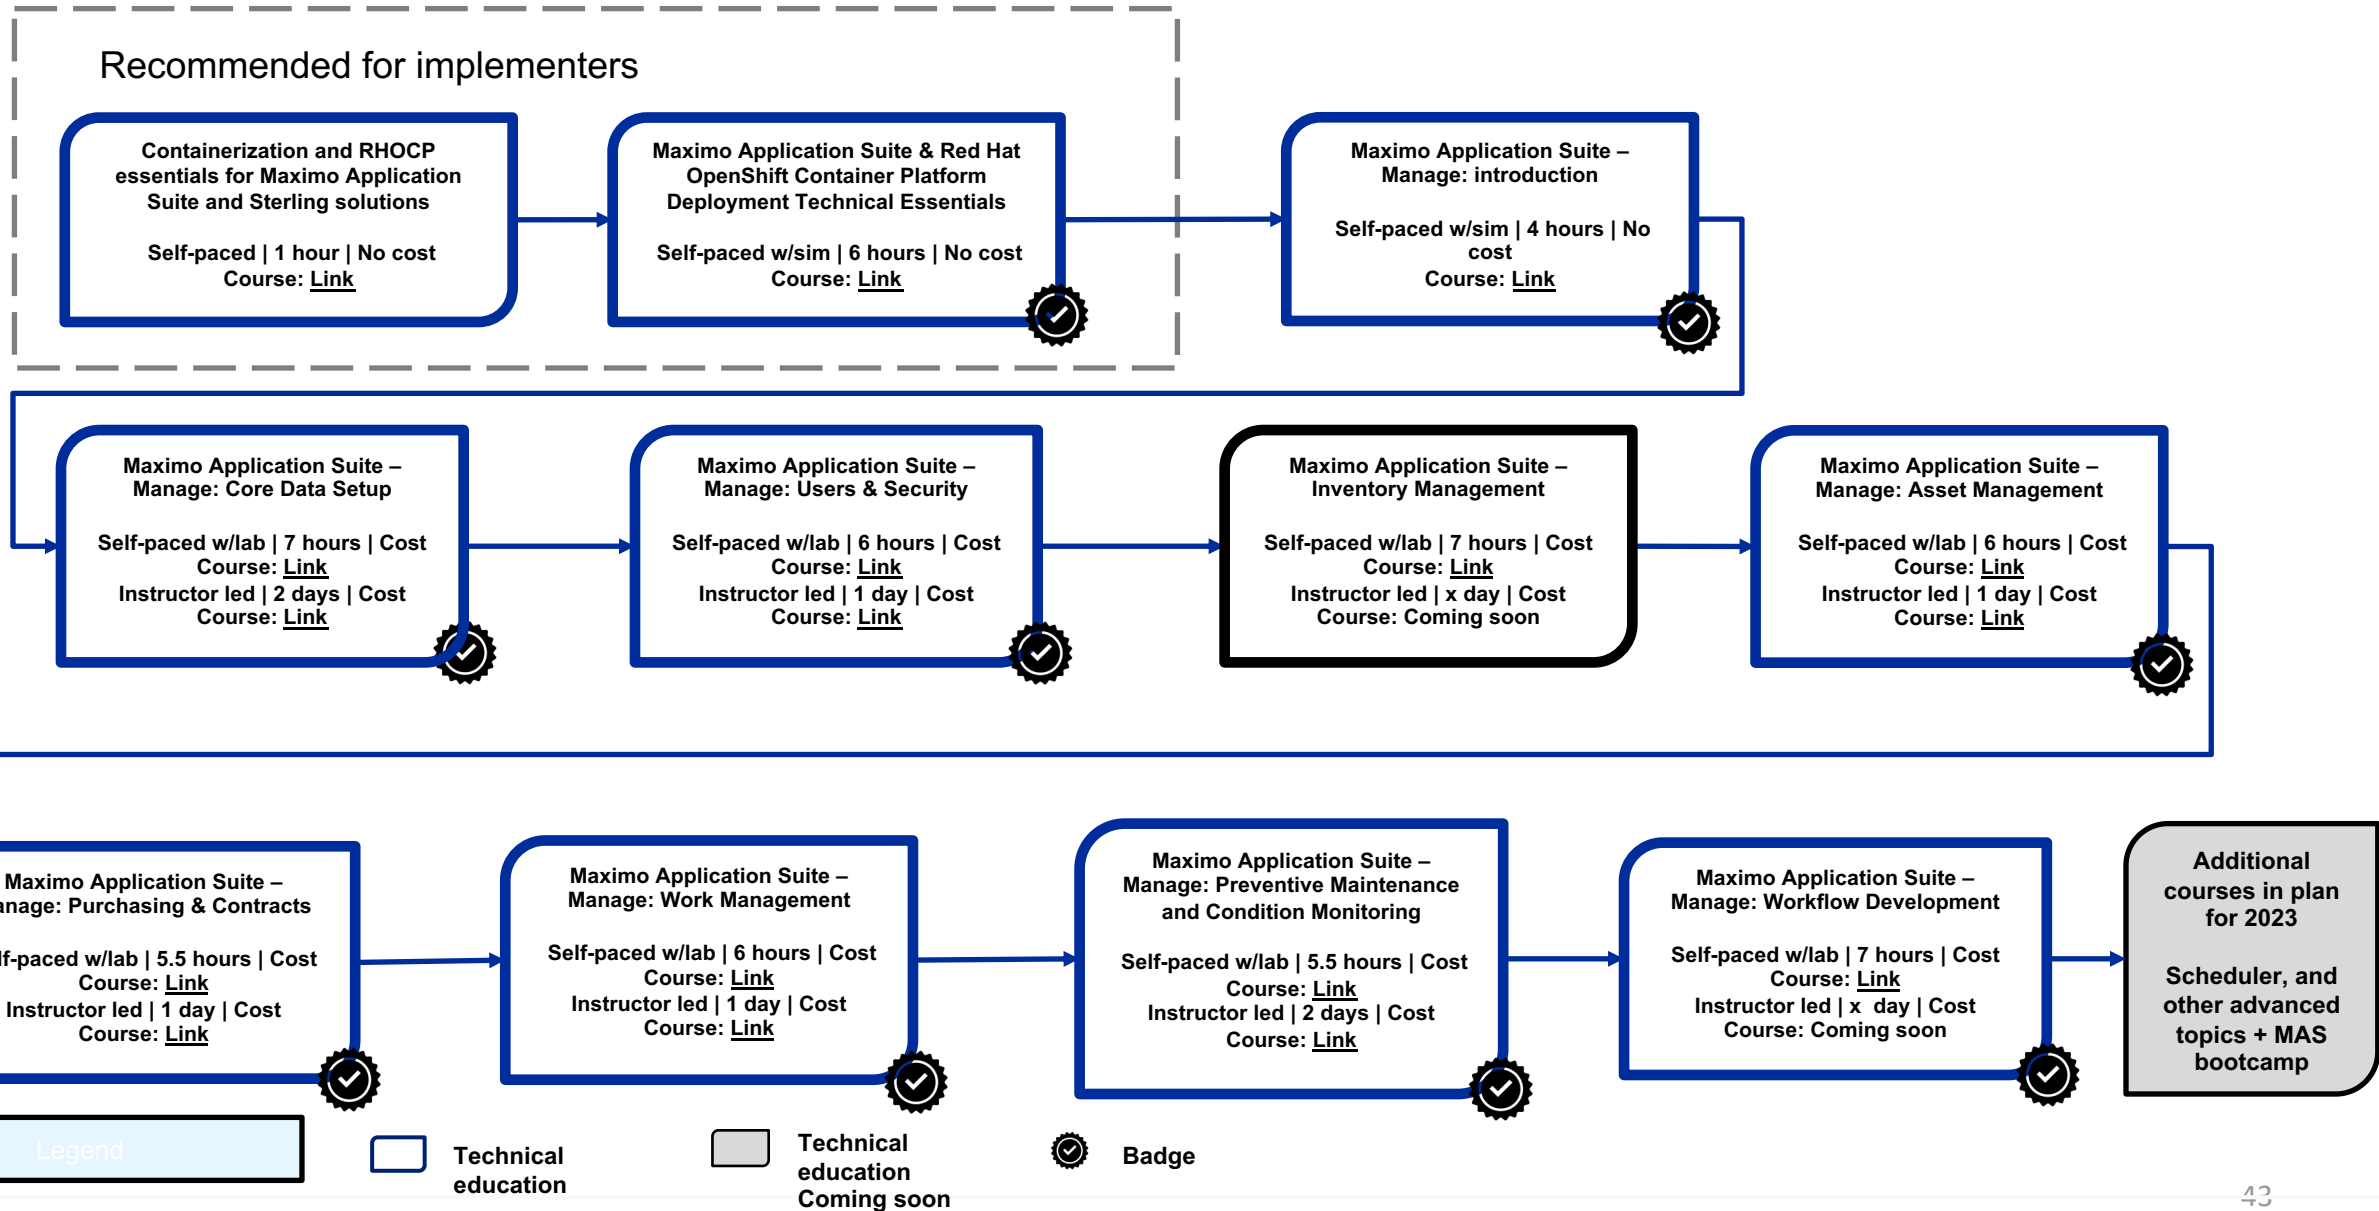 Recommended for implementers
Containerization and RHOCP
essentials for Maximo Application
Suite and Sterling solutions
Self-paced | 1 hour | No cost
Course: Link
Maximo Application Suite & Red Hat
OpenShift Container Platform
Deployment Technical Essentials
Self-paced w/sim | 6 hours | No cost
Course: Link
Maximo Application Suite –
Manage: introduction
Self-paced w/sim | 4 hours | No
cost
Course: Link
Maximo Application Suite –
Manage: Core Data Setup
Self-paced w/lab | 7 hours | Cost
Course: Link
Instructor led | 2 days | Cost
Course: Link
Maximo Application Suite –
Manage: Users & Security
Self-paced w/lab | 6 hours | Cost
Course: Link
Instructor led | 1 day | Cost
Course: Link
Maximo Application Suite –
Inventory Management
Self-paced w/lab | 7 hours | Cost
Course: Link
Instructor led | x day | Cost
Course: Coming soon
Maximo Application Suite –
Manage: Asset Management
Self-paced w/lab | 6 hours | Cost
Course: Link
Instructor led | 1 day | Cost
Course: Link
Maximo Application Suite –
anage: Purchasing & Contracts
lf-paced w/lab | 5.5 hours | Cost
Course: Link
Instructor led | 1 day | Cost
Course: Link
Maximo Application Suite –
Manage: Work Management
Self-paced w/lab | 6 hours | Cost
Course: Link
Instructor led | 1 day | Cost
Course: Link
Maximo Application Suite –
Manage: Preventive Maintenance
and Condition Monitoring
Self-paced w/lab | 5.5 hours | Cost
Course: Link
Instructor led | 2 days | Cost
Course: Link
Maximo Application Suite –
Manage: Workflow Development
Self-paced w/lab | 7 hours | Cost
Course: Link
Instructor led | x  day | Cost
Course: Coming soon
Additional
courses in plan
for 2023
Scheduler, and
other advanced
topics + MAS
bootcamp
Legend
Technical
education
Technical
education
Coming soon
Badge
43